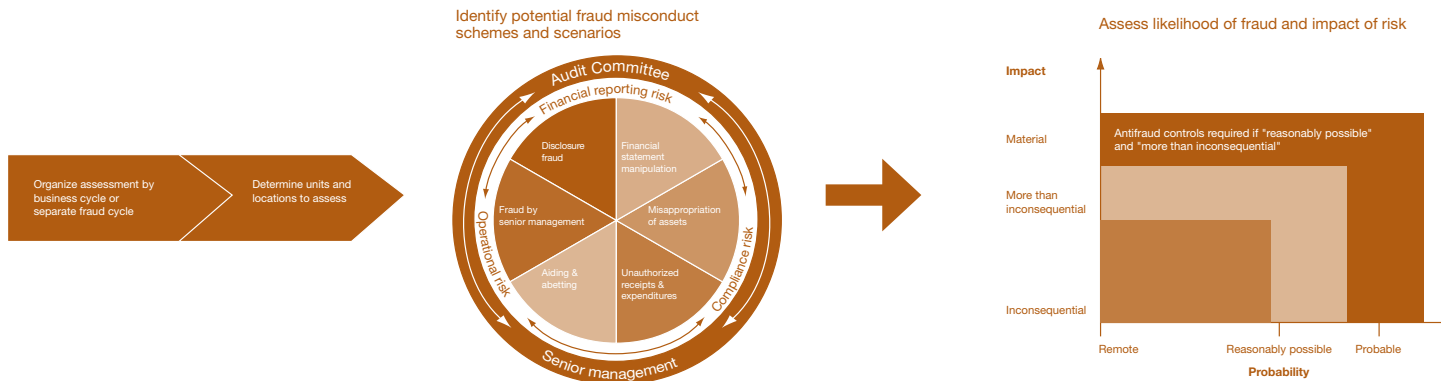 Organize assessment by
business cycle or
separate fraud cycle
Determine units and
locations to assess
Identify potential fraud misconduct
schemes and scenarios
Audit Committee
Financial reporting risk
Disclosure
fraud
Financial
statement
manipulation
Fraud by
senior management
Misappropriation
of assets
Aiding &
abetting
Unauthorized
receipts &
expenditures
Operational risk
Compliance risk
Senior management
Assess likelihood of fraud and impact of risk
Impact
Material
Antifraud controls required if "reasonably possible"
and "more than inconsequential"
More than
inconsequential
Inconsequential
Remote
Reasonably possible
Probable
Probability